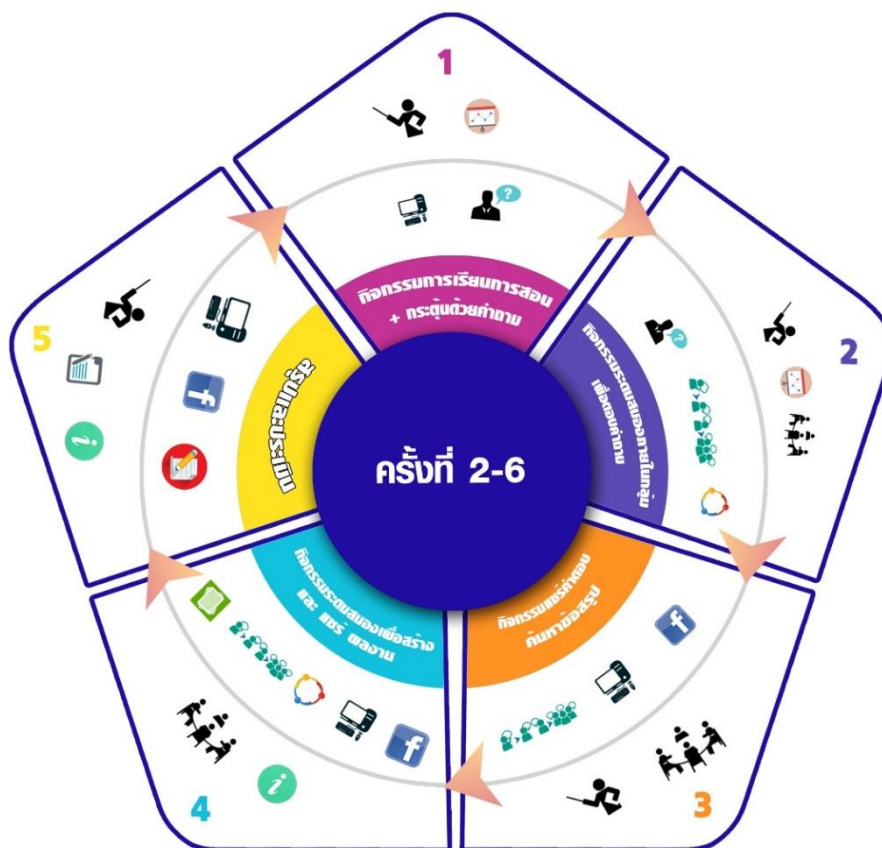 1
กิจกรรมการเรียนการสอน
+ กระตุ้นด้วยคำถาม
2
กิจกรรมระดมสมองภายในกลุ่ม
เพื่อตอบคำถาม
3
กิจกรรมแชร์คำตอบ
ค้นหาข้อสรุป
4
กิจกรรมระดมสมองเพื่อสร้าง
และ แชร์ ผลงาน
5
สรุปและประเมิน
ครั้งที่ 2-6